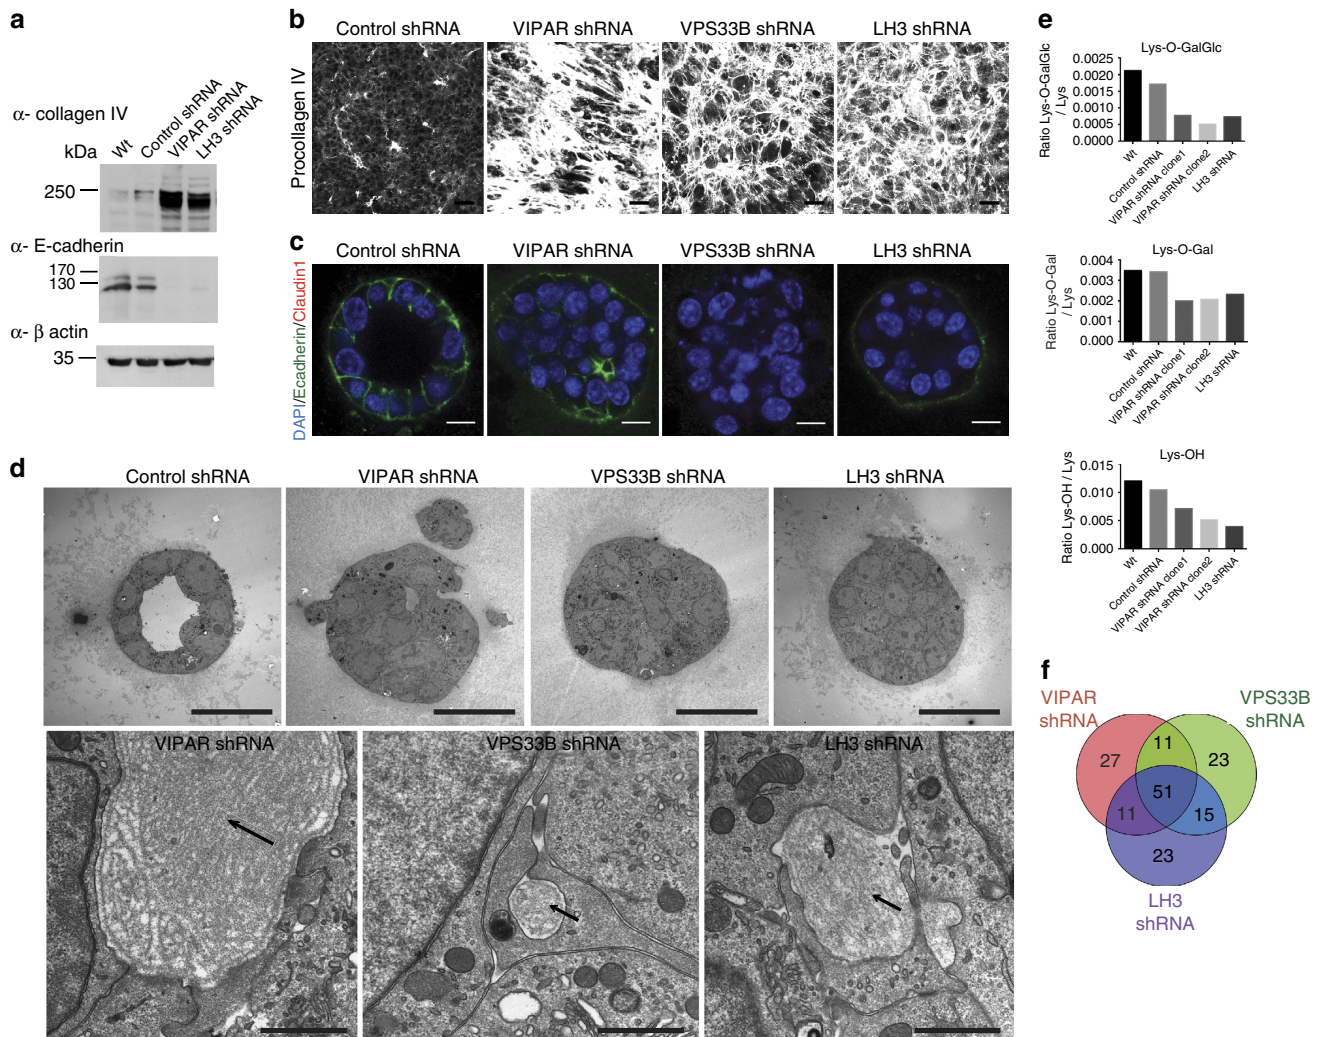 a
α- collagen IV
kDa
Wt
Control shRNA
VIPAR shRNA
LH3 shRNA
250
α- E-cadherin
170
130
α- β actin
35
b
Control shRNA
VIPAR shRNA
VPS33B shRNA
LH3 shRNA
Procollagen IV
c
Control shRNA
VIPAR shRNA
VPS33B shRNA
LH3 shRNA
DAPI/Ecadherin/Claudin1
d
Control shRNA
VIPAR shRNA
VPS33B shRNA
LH3 shRNA
VIPAR shRNA
VPS33B shRNA
LH3 shRNA
e
Lys-O-GalGlc
Ratio Lys-O-GalGlc
/ Lys
0.0025
0.0020
0.0015
0.0010
0.0005
0.0000
Wt
Control shRNA
VIPAR shRNA clone1
VIPAR shRNA clone2
LH3 shRNA
Lys-O-Gal
Ratio Lys-O-Gal
/ Lys
0.004
0.003
0.002
0.001
0.000
Wt
Control shRNA
VIPAR shRNA clone1
VIPAR shRNA clone2
LH3 shRNA
Lys-OH
Ratio Lys-OH / Lys
0.015
0.010
0.005
0.000
Wt
Control shRNA
VIPAR shRNA clone1
VIPAR shRNA clone2
LH3 shRNA
f
VIPAR
shRNA
VPS33B
shRNA
11
27
23
51
11
15
23
LH3
shRNA